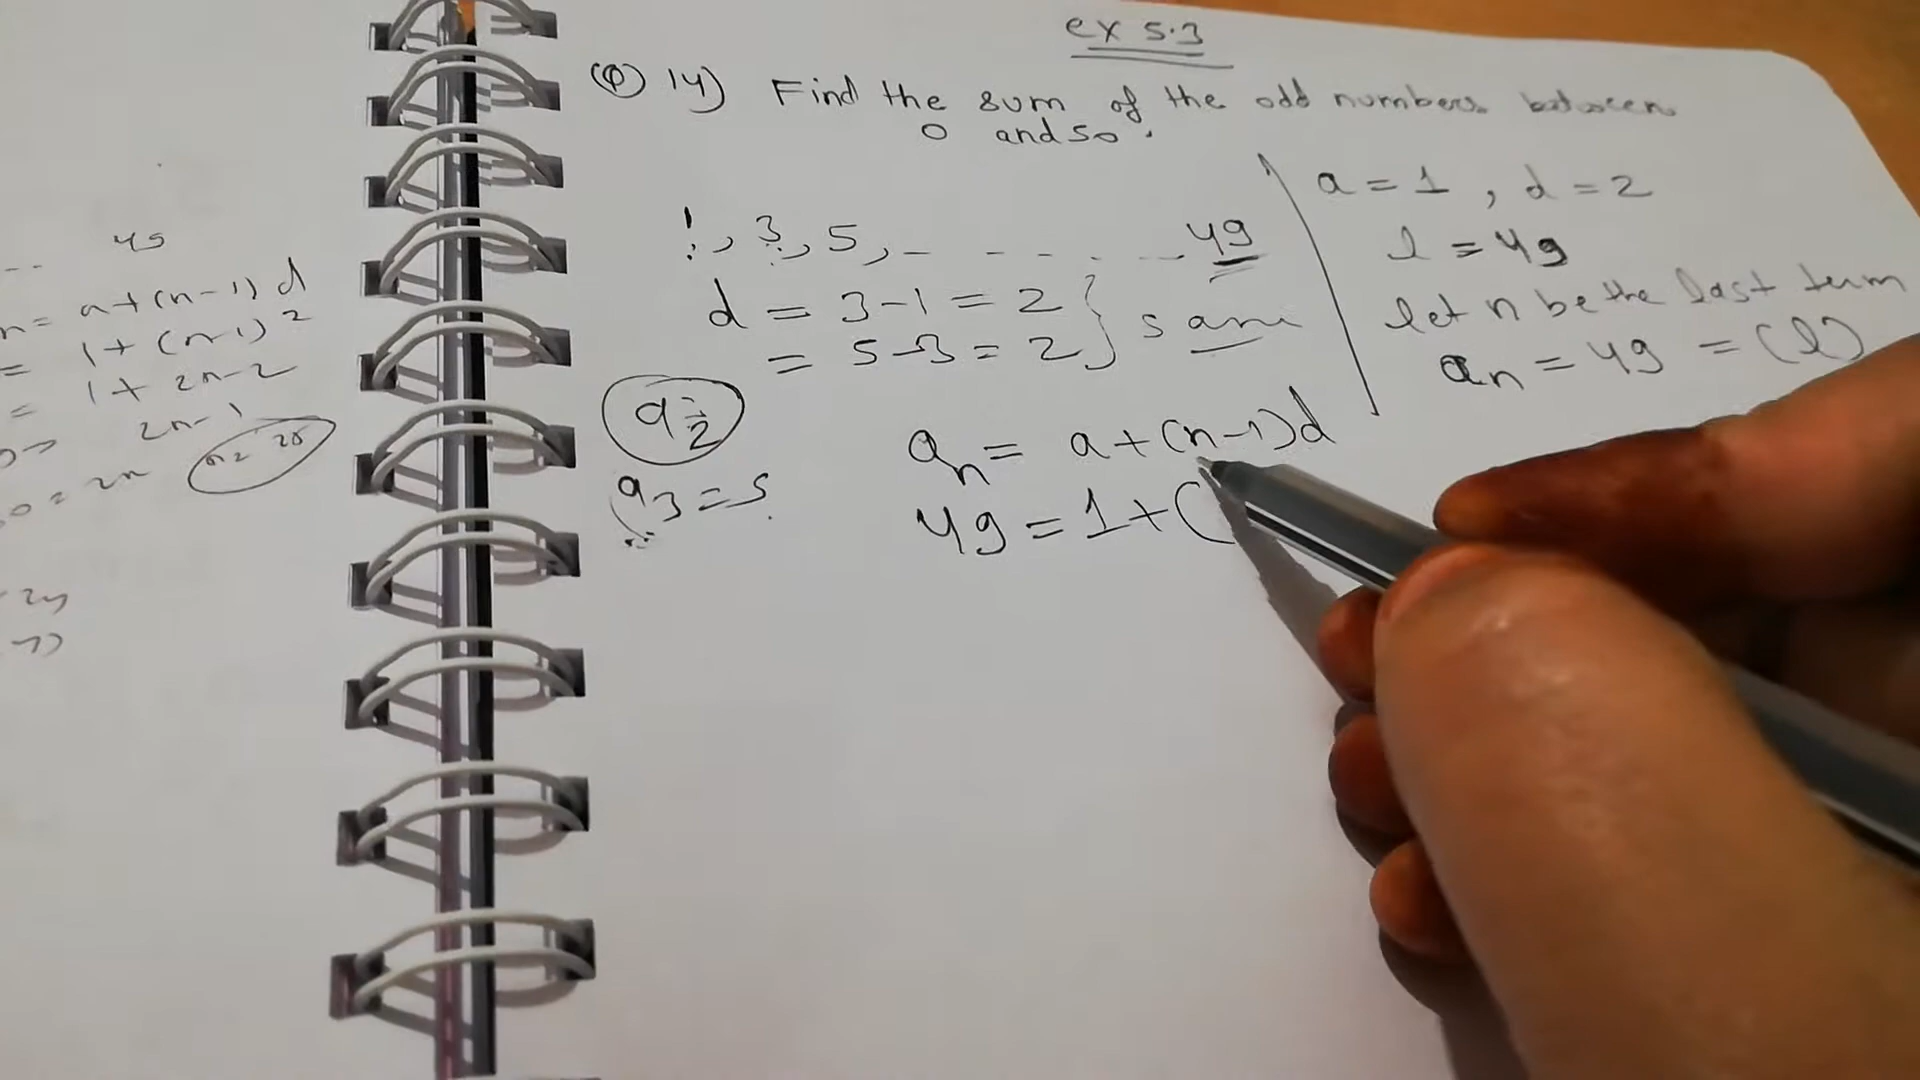 ex 5.3
Q 14) Find the sum of the odd numbers between
0 and 50.
1, 3, 5, - - - - - - 49
d = 3-1 = 2 } same
= 5-3 = 2
a = 1, d = 2
l = 49
let n be the last term
an = 49 = (l)
a3 = 5
an = a + (n-1)d
49 = 1 + (
49
n = a + (n-1) d
= 1 + (n-1) 2
= 1 + 2n-2
2n-1